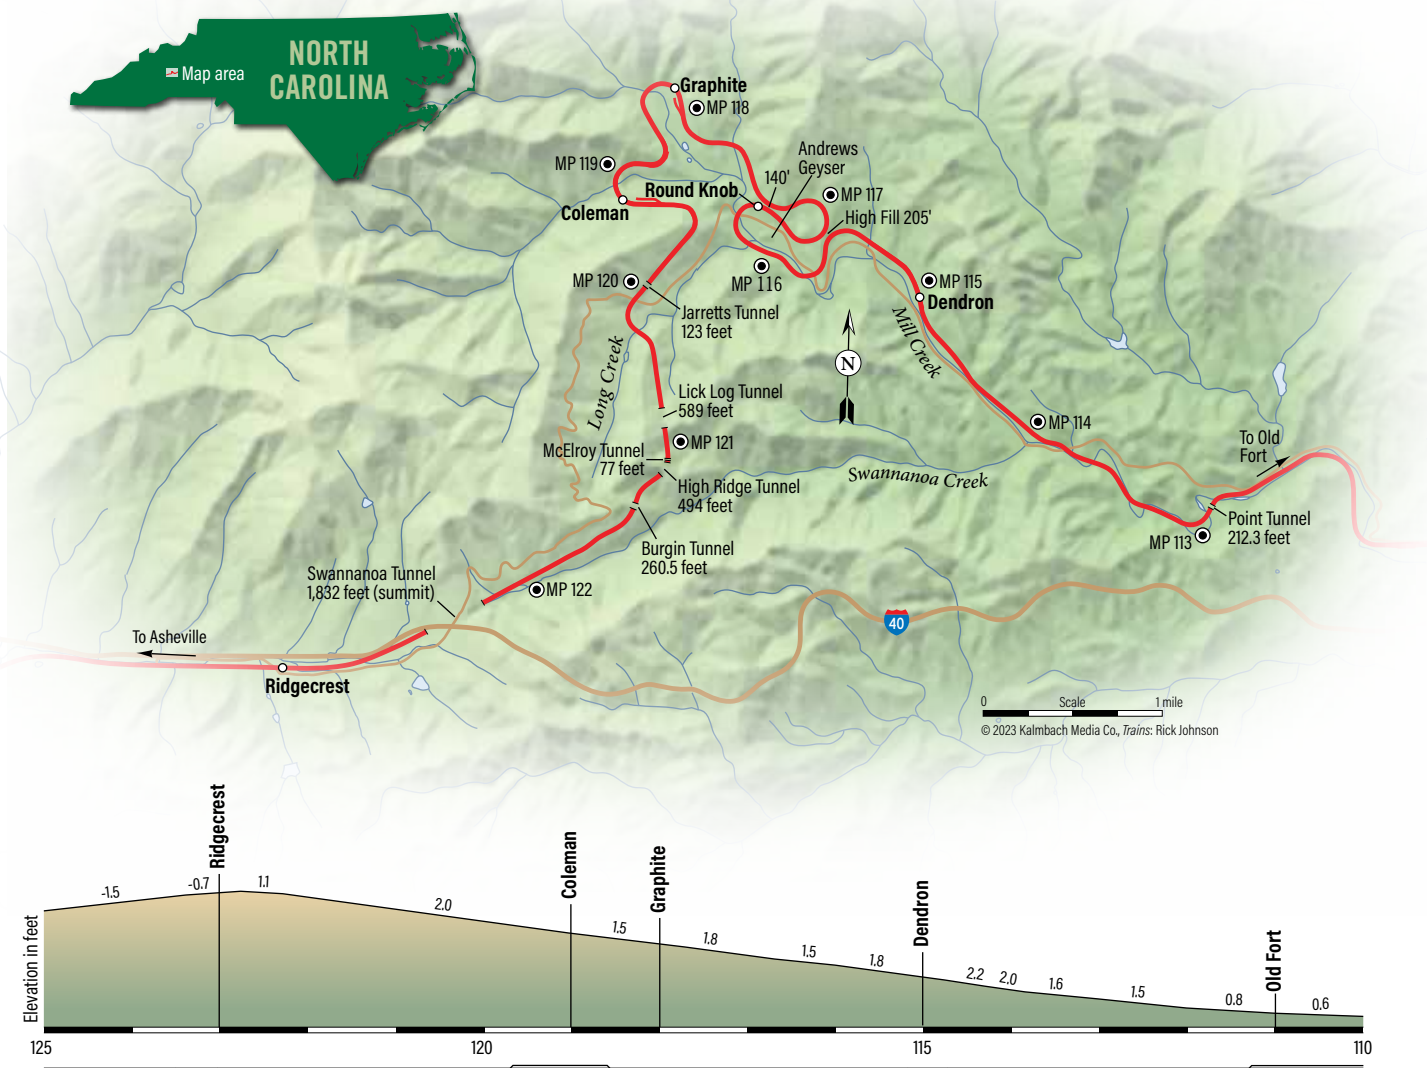 NORTH
CAROLINA
Map area
Graphite
MP 118
MP 119
Andrews
Geyser
140'
MP 117
Round Knob
Coleman
High Fill 205'
MP 116
MP 120
MP 115
Dendron
Jarretts Tunnel
123 feet
Mill Creek
Long Creek
N
Lick Log Tunnel
589 feet
MP 114
MP 121
To Old
Fort
McElroy Tunnel
77 feet
Swannanoa Creek
High Ridge Tunnel
494 feet
Point Tunnel
212.3 feet
MP 113
Burgin Tunnel
260.5 feet
Swannanoa Tunnel
1,832 feet (summit)
MP 122
40
To Asheville
Ridgecrest
0 Scale 1 mile
© 2023 Kalmbach Media Co., Trains: Rick Johnson
Ridgecrest
Coleman
Graphite
Dendron
Old Fort
-1.5
-0.7
1.1
2.0
1.5
1.8
1.5
1.8
2.2
2.0
1.6
1.5
0.8
0.6
Elevation in feet
125
120
115
110